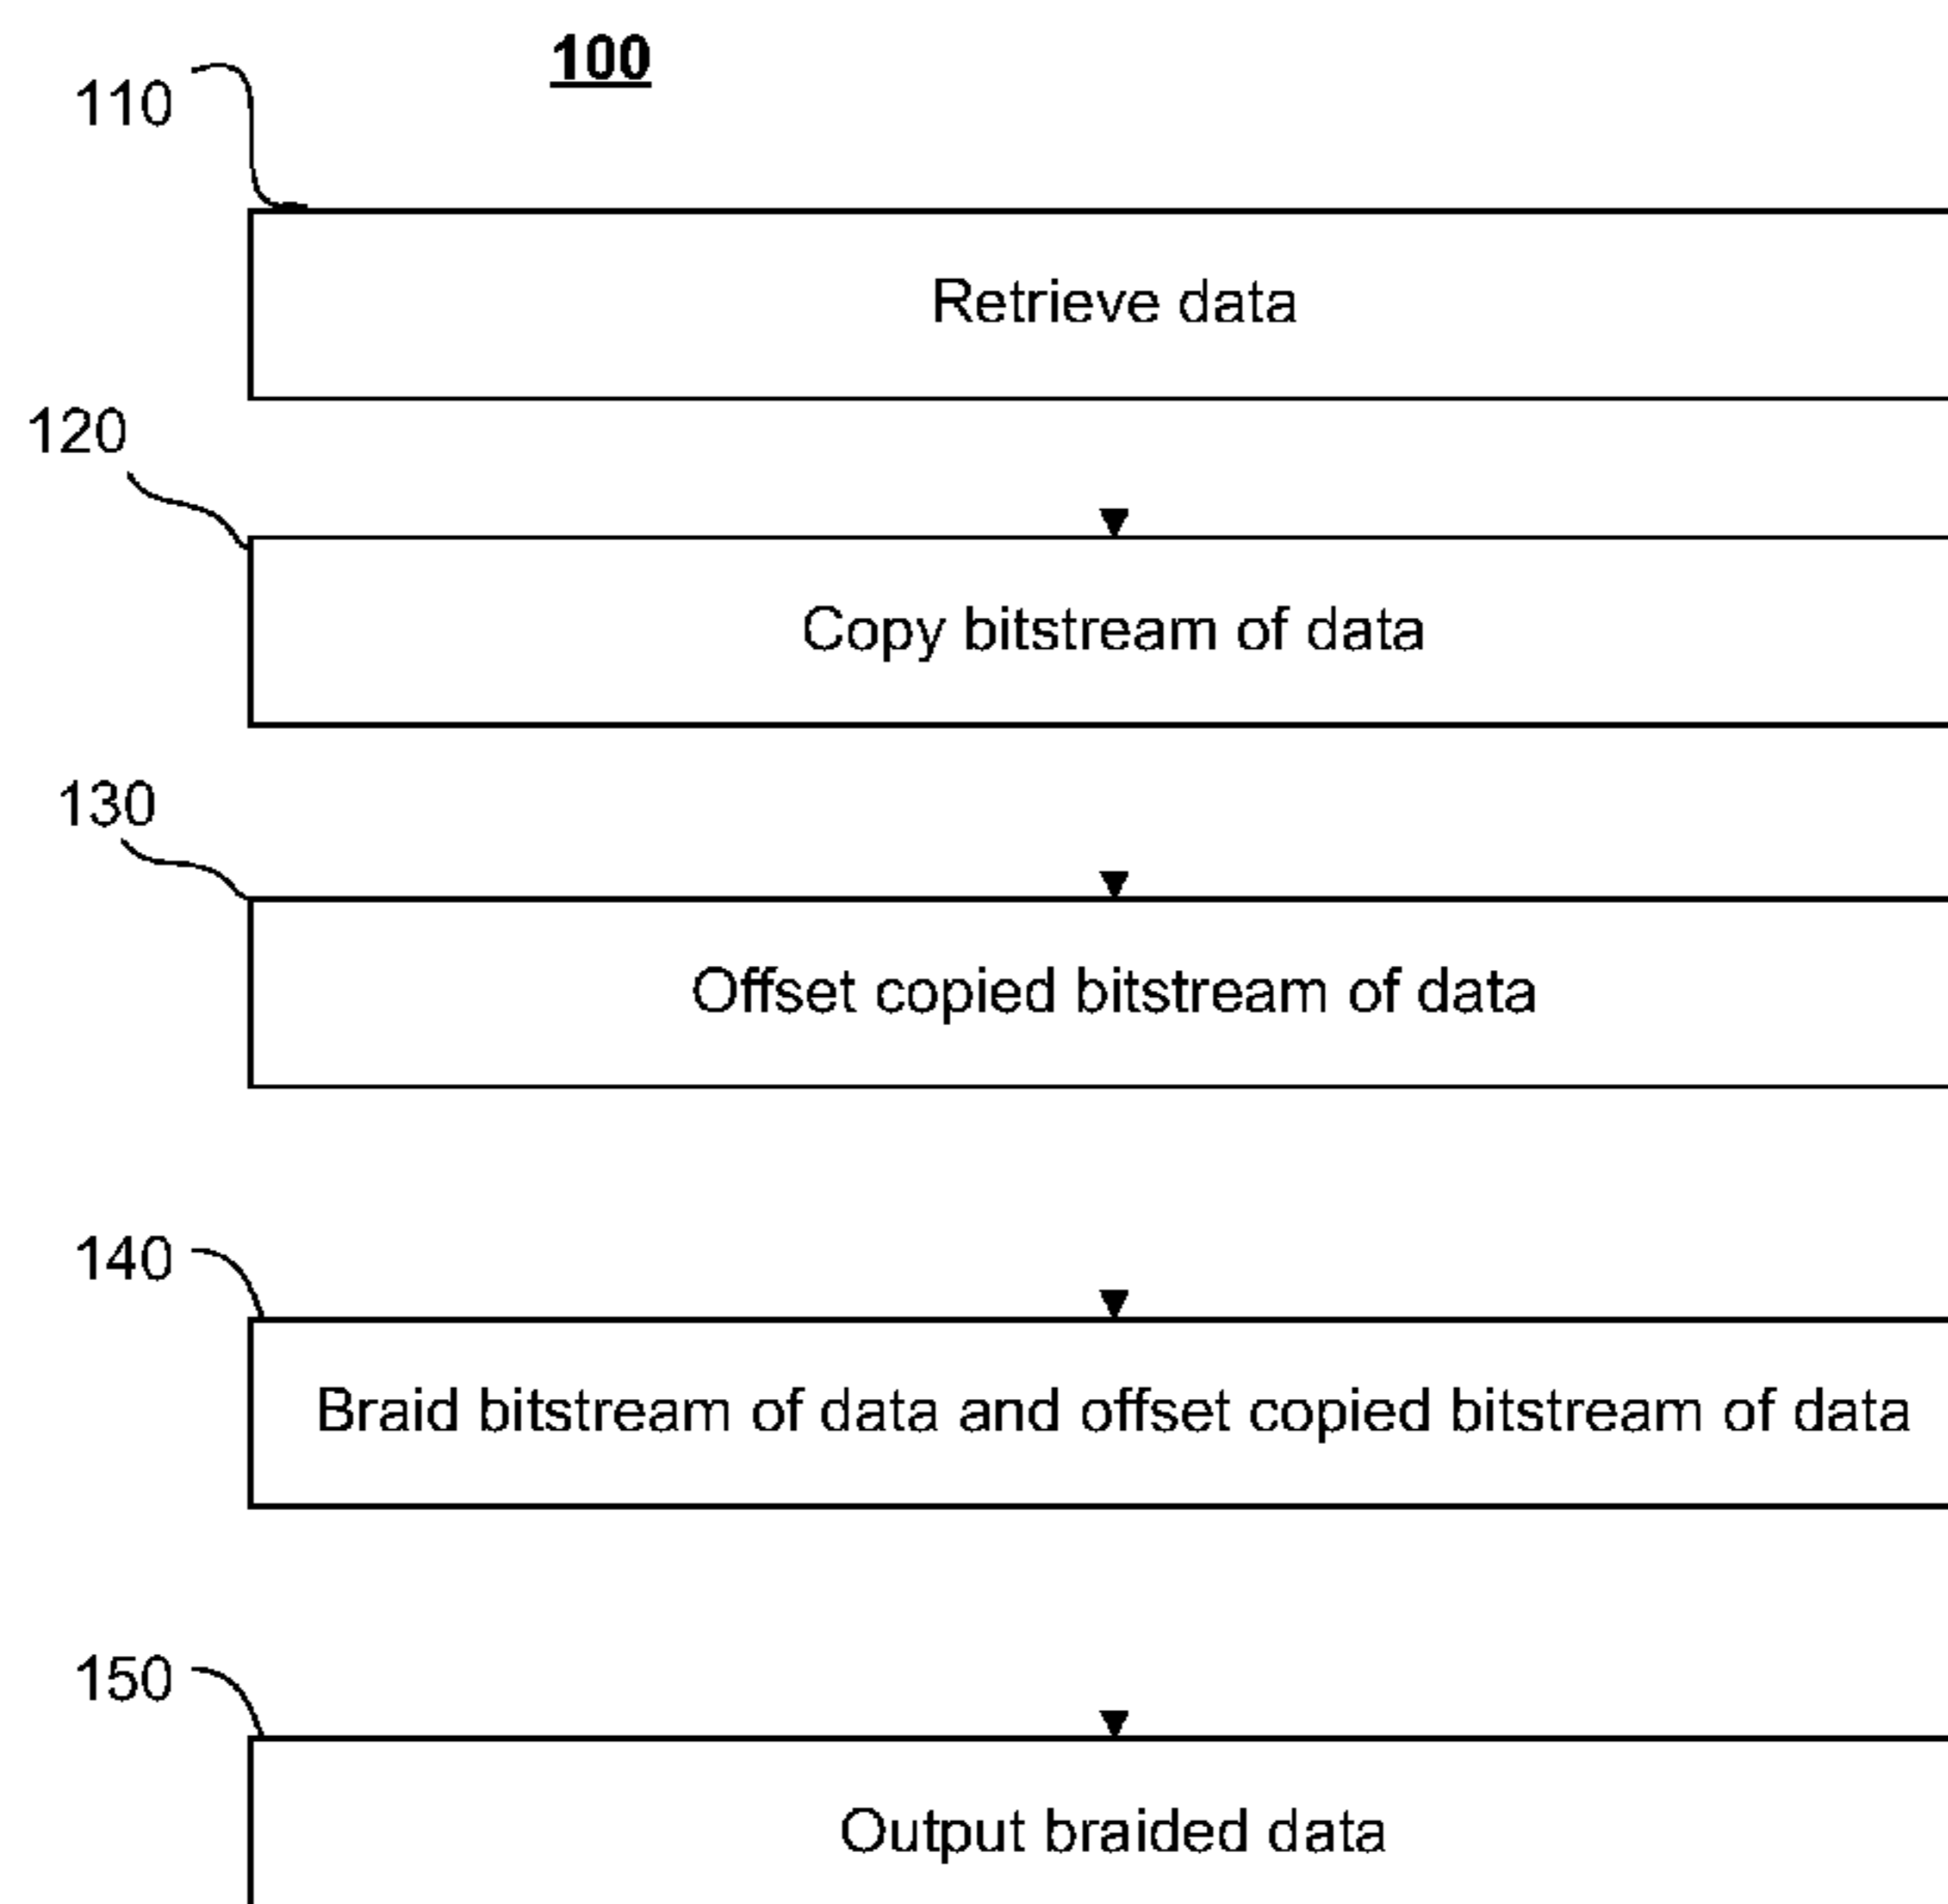 100
110
Retrieve data
120
Copy bitstream of data
130
Offset copied bitstream of data
140
Braid bitstream of data and offset copied bitstream of data
150
Output braided data